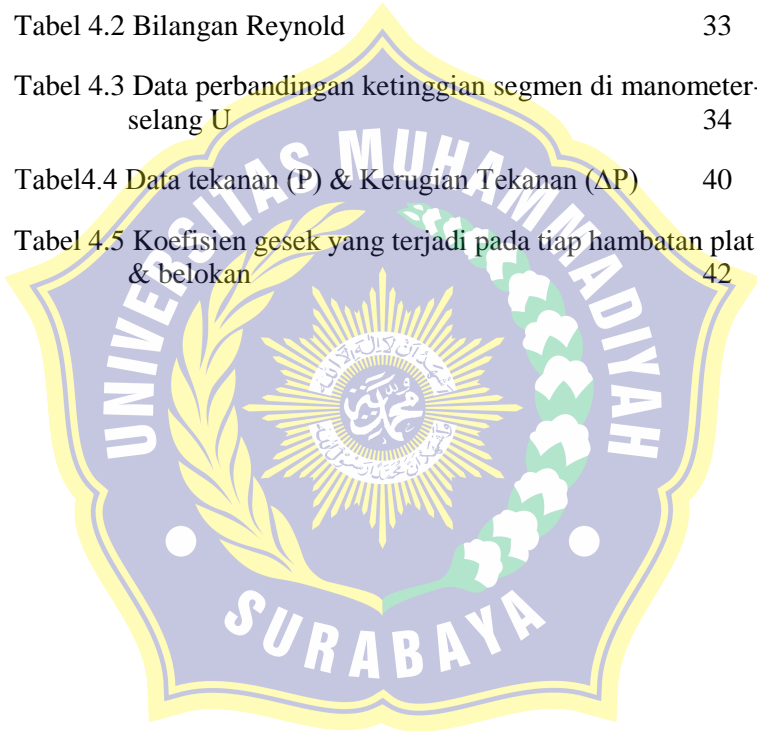 Tabel 4.2 Bilangan Reynold 33
Tabel 4.3 Data perbandingan ketinggian segmen di manometer-
selang U 34
Tabel4.4 Data tekanan (P) & Kerugian Tekanan (ΔP) 40
Tabel 4.5 Koefisien gesek yang terjadi pada tiap hambatan plat
& belokan 42
UNIVERSITAS MUHAMMADIYAH
SURABAYA